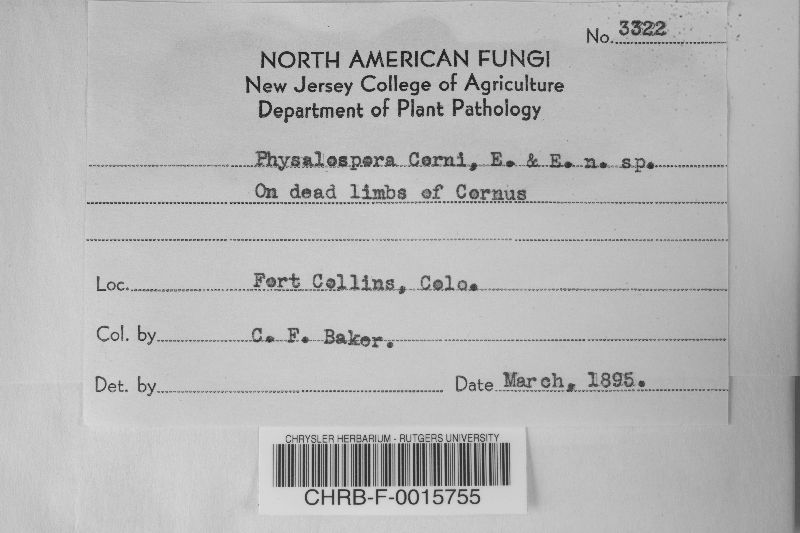 No. 3322
NORTH AMERICAN FUNGI
New Jersey College of Agriculture
Department of Plant Pathology
Physalospora Corni, E. & E. n. sp.
On dead limbs of Cornus
Loc. Fort Collins, Colo.
Col. by C. F. Baker.
Det. by Date March, 1895.
CHRYSLER HERBARIUM - RUTGERS UNIVERSITY
CHRB-F-0015755